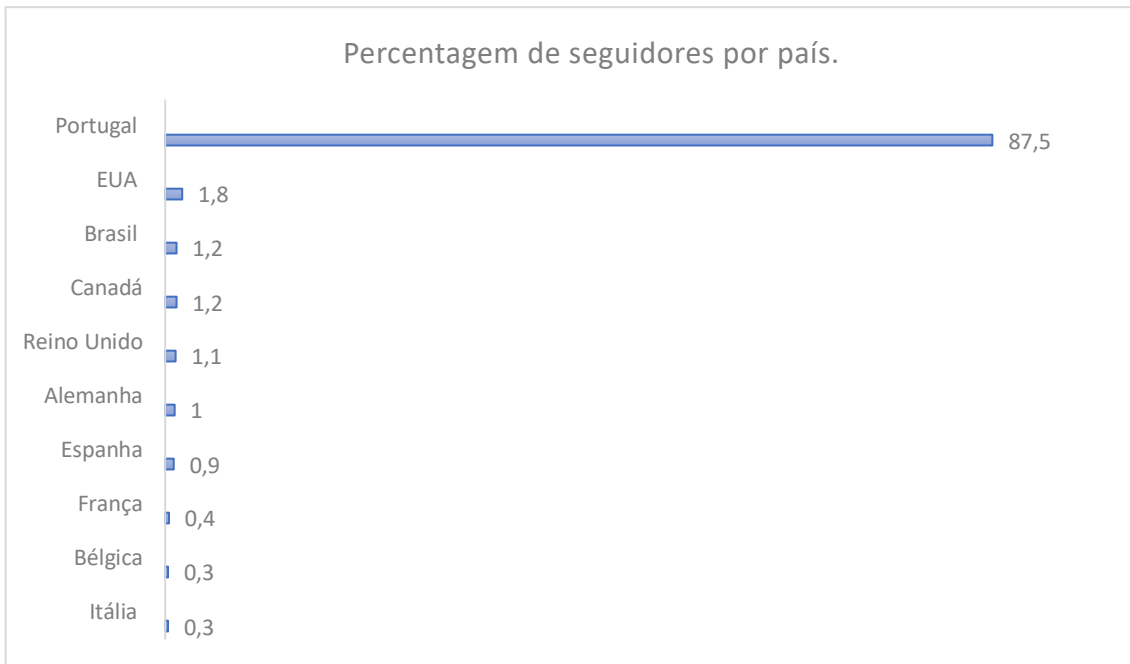 Percentagem de seguidores por país.
Portugal 87,5
EUA 1,8
Brasil 1,2
Canadá 1,2
Reino Unido 1,1
Alemanha 1
Espanha 0,9
França 0,4
Bélgica 0,3
Itália 0,3